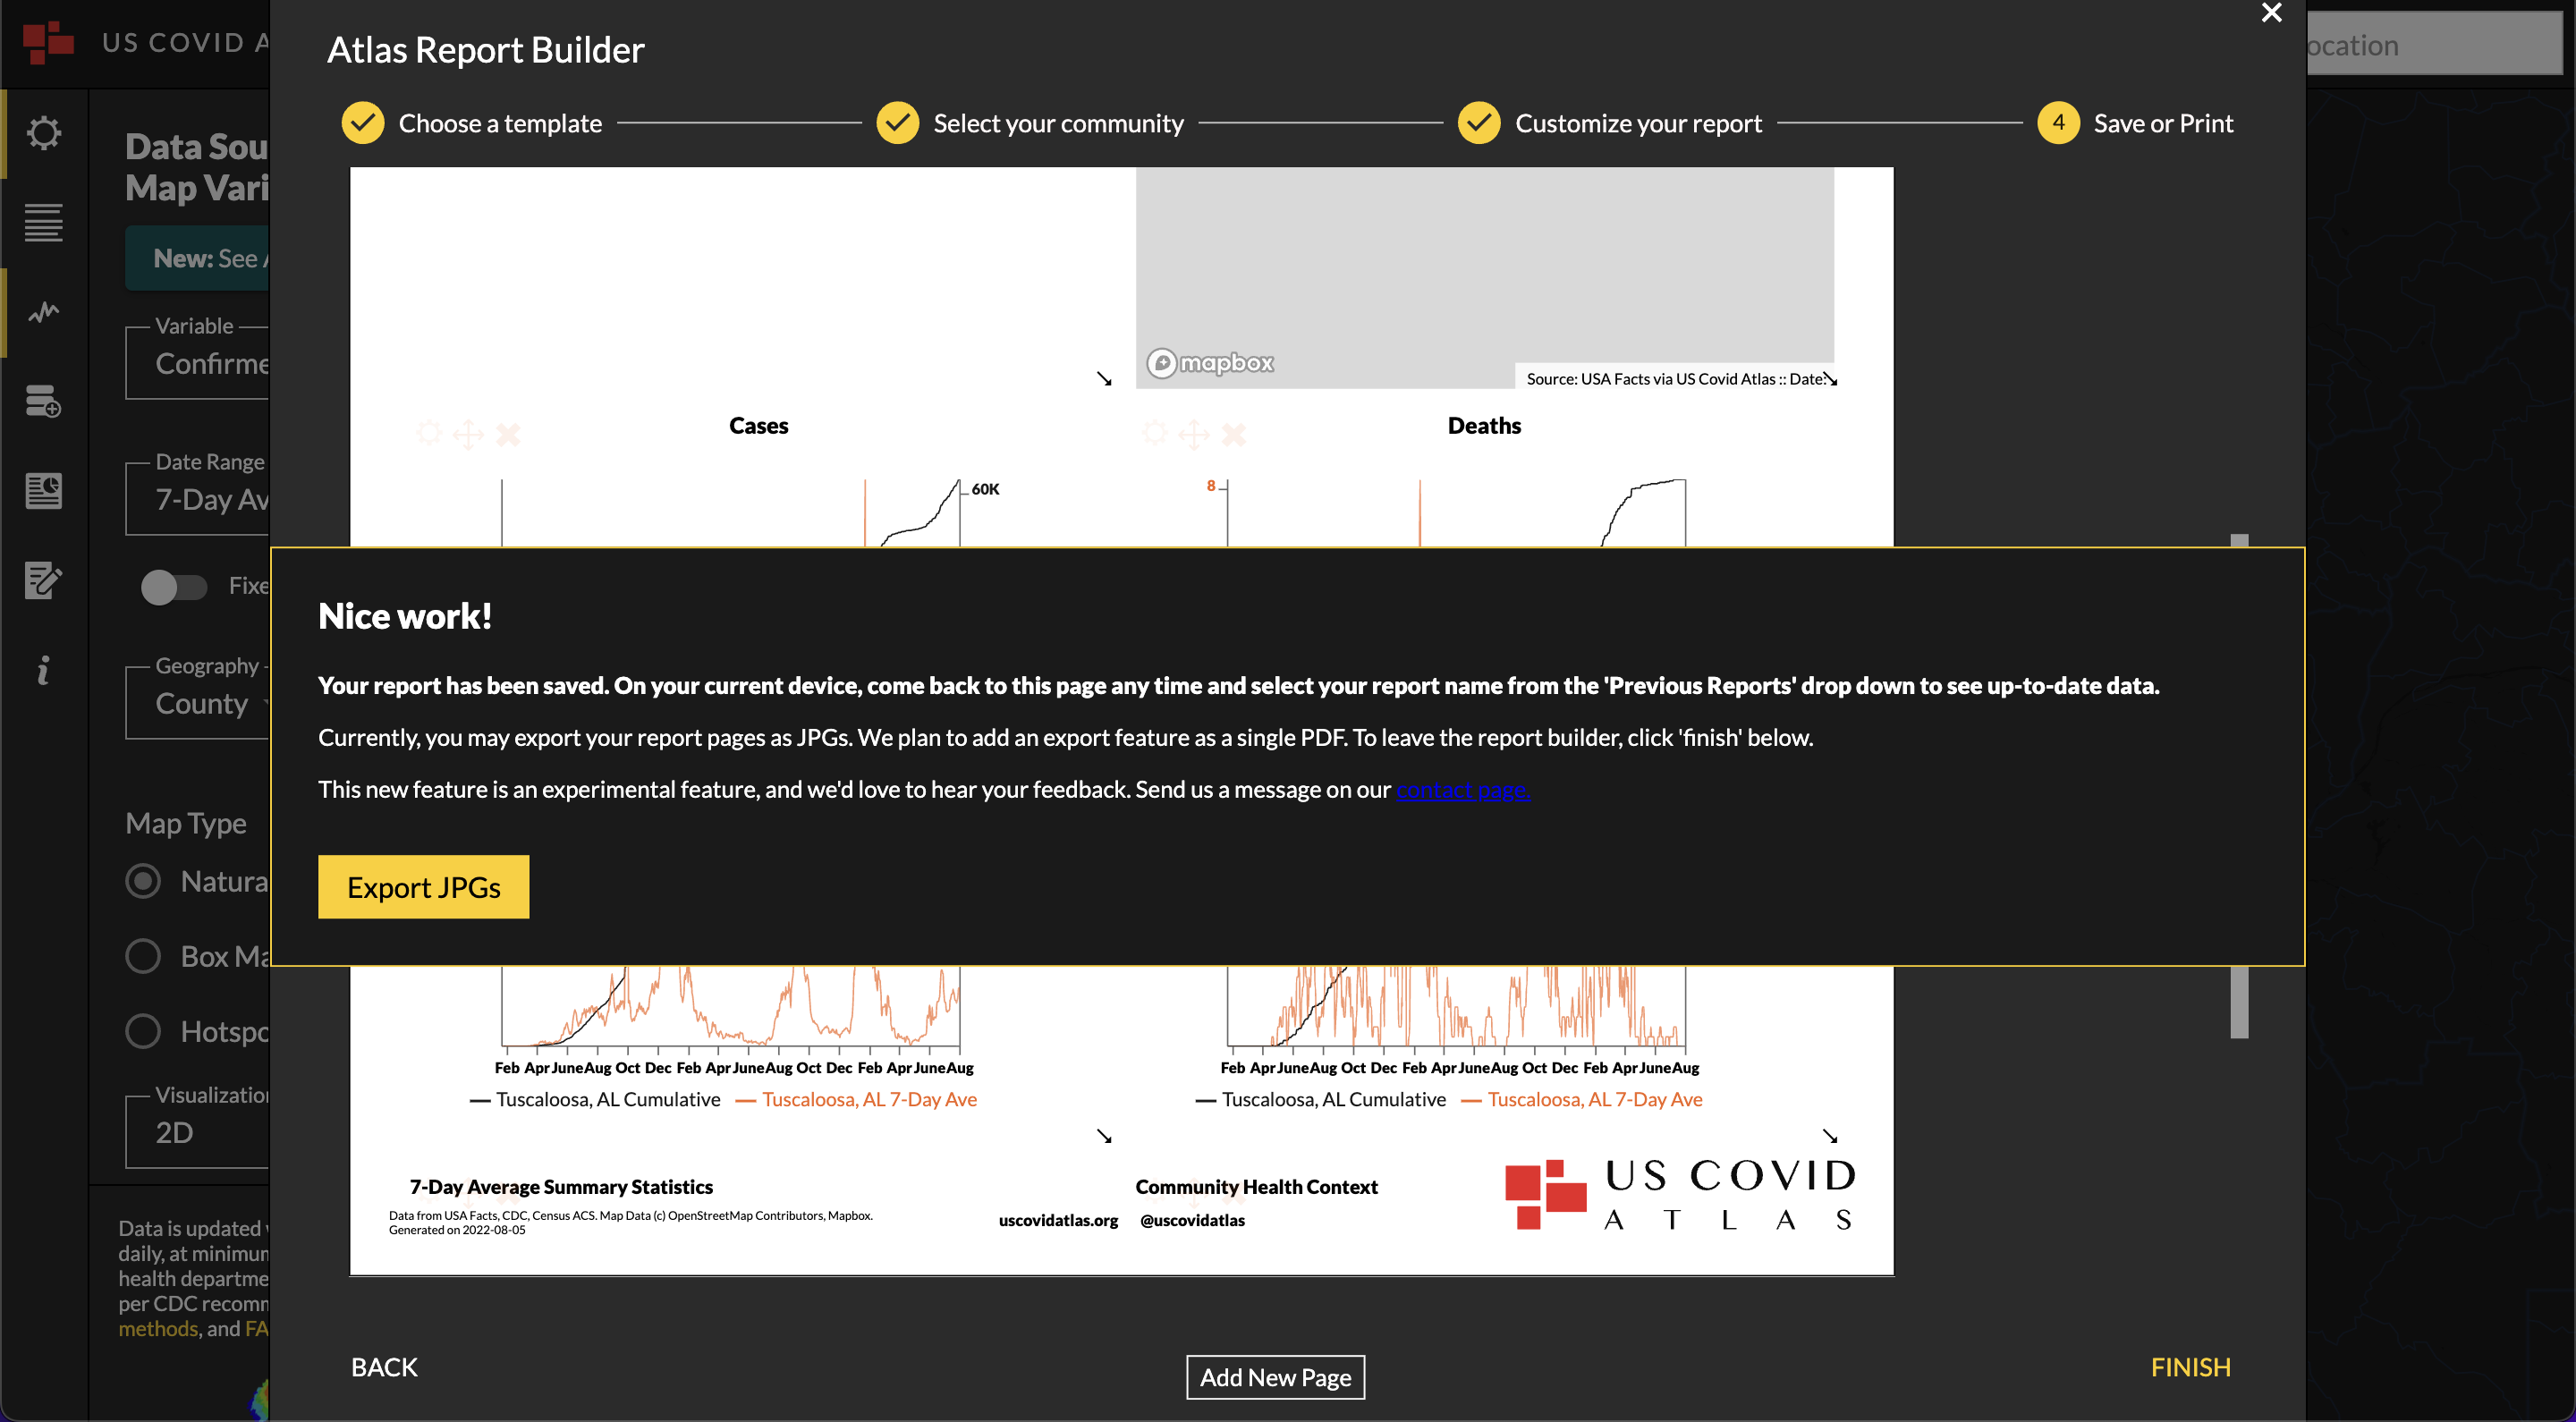 US COVID A
ocation
Atlas Report Builder
Choose a template
Select your community
Customize your report
4
Save or Print
Data Sou
Map Vari
New: See A
Variable
Confirme
Date Range
7-Day Av
Fixe
Geography
County
Map Type
Natura
Box Ma
Hotspo
Visualization
2D
Data is updated
daily, at minimum
health departme
per CDC recomm
methods, and FA
mapbox
Source: USA Facts via US Covid Atlas :: Date:
Cases
Deaths
60K
8
Nice work!
Your report has been saved. On your current device, come back to this page any time and select your report name from the 'Previous Reports' drop down to see up-to-date data.
Currently, you may export your report pages as JPGs. We plan to add an export feature as a single PDF. To leave the report builder, click 'finish' below.
This new feature is an experimental feature, and we'd love to hear your feedback. Send us a message on our contact page.
Export JPGs
Feb Apr June Aug Oct Dec Feb Apr June Aug Oct Dec Feb Apr June Aug
Feb Apr June Aug Oct Dec Feb Apr June Aug Oct Dec Feb Apr June Aug
Tuscaloosa, AL Cumulative
Tuscaloosa, AL 7-Day Ave
Tuscaloosa, AL Cumulative
Tuscaloosa, AL 7-Day Ave
7-Day Average Summary Statistics
Community Health Context
Data from USA Facts, CDC, Census ACS. Map Data (c) OpenStreetMap Contributors, Mapbox.
Generated on 2022-08-05
uscovidatlas.org
@uscovidatlas
US COVID
ATLAS
BACK
Add New Page
FINISH